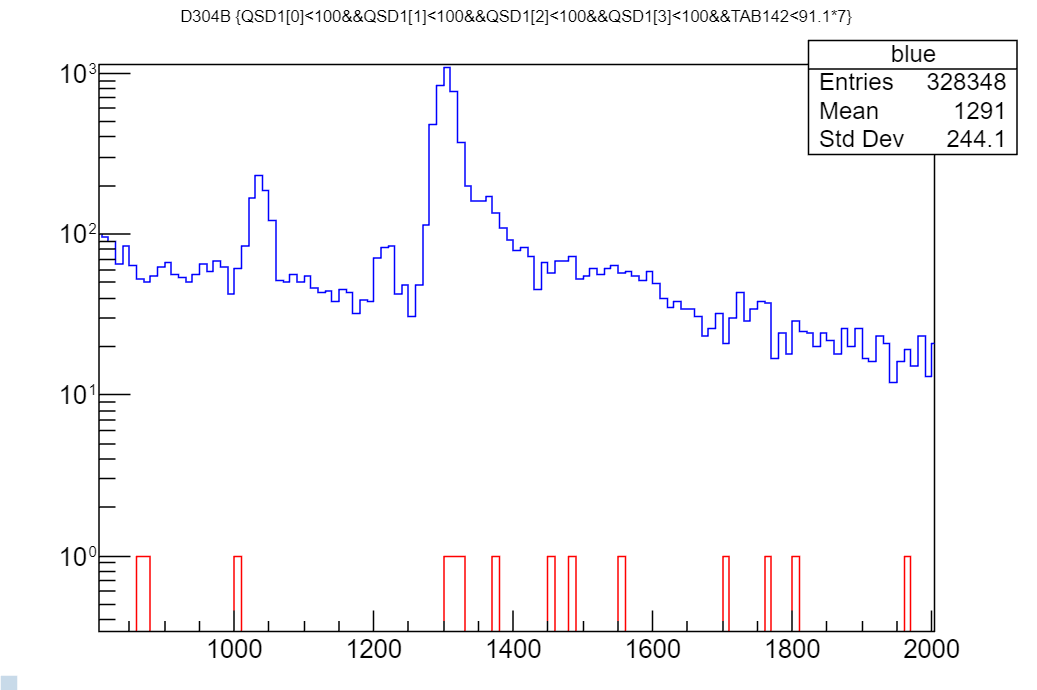 D304B {QSD1[0]<100&&QSD1[1]<100&&QSD1[2]<100&&QSD1[3]<100&&TAB142<91.1*7}
blue
Entries 328348
Mean 1291
Std Dev 244.1
10³
10²
10¹
10⁰
1000 1200 1400 1600 1800 2000